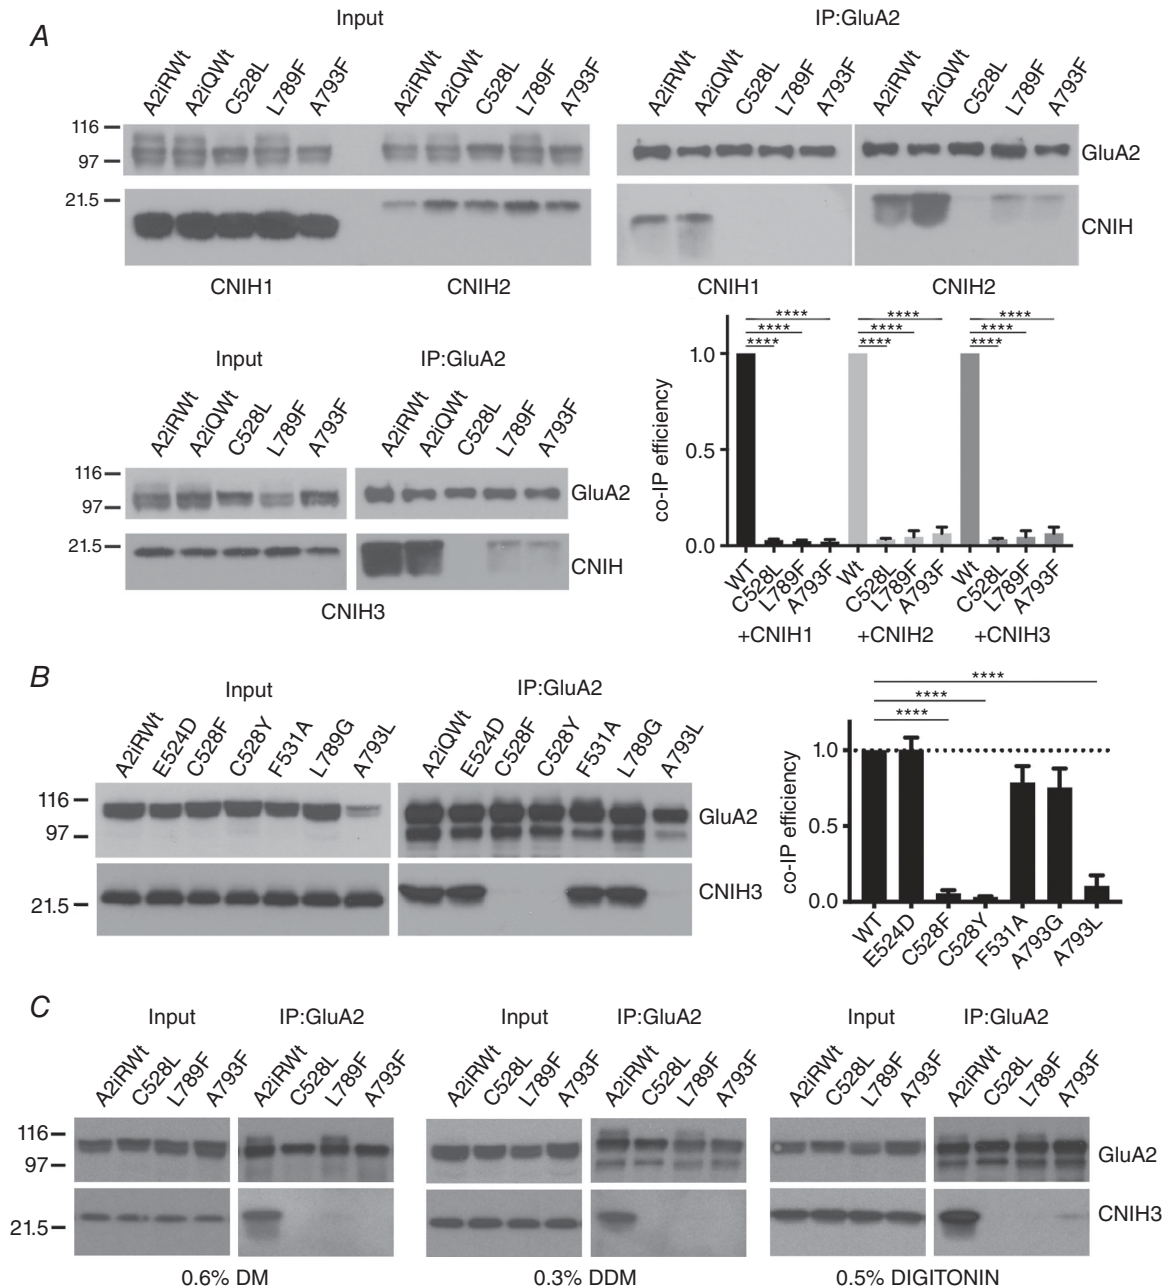 A
Input
IP:GluA2
A2iRWt A2iQWt C528L L789F A793F A2iRWt A2iQWt C528L L789F A793F
A2iRWt A2iQWt C528L L789F A793F A2iRWt A2iQWt C528L L789F A793F
116
97
GluA2
21.5
CNIH
CNIH1 CNIH2
CNIH1 CNIH2
Input
IP:GluA2
A2iRWt A2iQWt C528L L789F A793F
A2iRWt A2iQWt C528L L789F A793F
116
97
GluA2
21.5
CNIH
CNIH3
**** **** ****
**** **** ****
**** **** ****
1.0
0.5
0.0
co-IP efficiency
WT C528L L789F A793F Wt C528L L789F A793F Wt C528L L789F A793F
+CNIH1 +CNIH2 +CNIH3
B
Input
IP:GluA2
A2iRWt E524D C528F C528Y F531A L789G A793L
A2iQWt E524D C528F C528Y F531A L789G A793L
116
97
GluA2
21.5
CNIH3
****
****
****
1.0
0.5
0.0
co-IP efficiency
WT E524D C528F C528Y F531A A793G A793L
C
Input IP:GluA2 Input IP:GluA2 Input IP:GluA2
A2iRWt C528L L789F A793F A2iRWt C528L L789F A793F A2iRWt C528L L789F A793F A2iRWt C528L L789F A793F A2iRWt C528L L789F A793F A2iRWt C528L L789F A793F
116
97
GluA2
21.5
CNIH3
0.6% DM 0.3% DDM 0.5% DIGITONIN